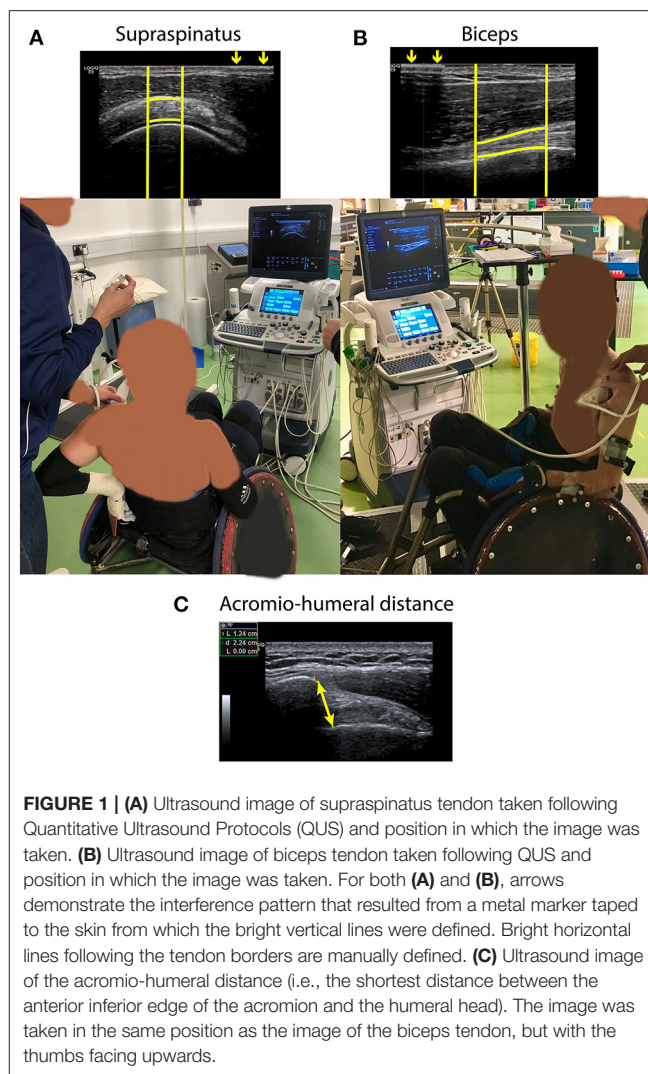 A Supraspinatus
B Biceps
LOGIQ
E9
LOGIQ
E9
C Acromio-humeral distance
L 1.24 cm
d 2.24 cm
L 0.00 cm
FIGURE 1 | (A) Ultrasound image of supraspinatus tendon taken following
Quantitative Ultrasound Protocols (QUS) and position in which the image was
taken. (B) Ultrasound image of biceps tendon taken following QUS and
position in which the image was taken. For both (A) and (B), arrows
demonstrate the interference pattern that resulted from a metal marker taped
to the skin from which the bright vertical lines were defined. Bright horizontal
lines following the tendon borders are manually defined. (C) Ultrasound image
of the acromio-humeral distance (i.e., the shortest distance between the
anterior inferior edge of the acromion and the humeral head). The image was
taken in the same position as the image of the biceps tendon, but with the
thumbs facing upwards.